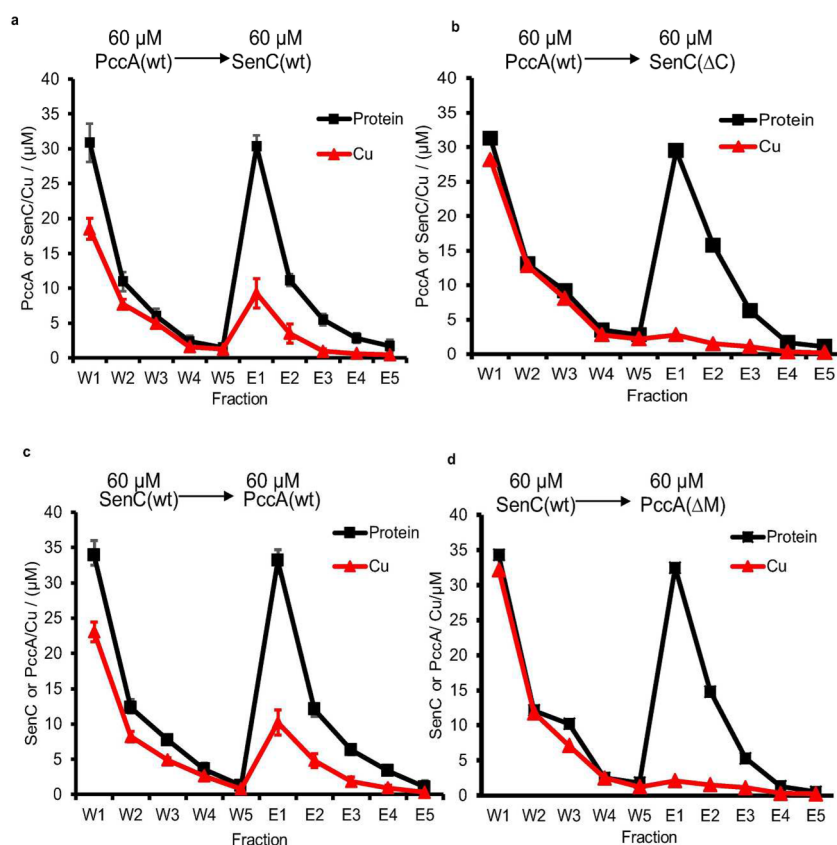 a
60 µM 60 µM
PccA(wt) → SenC(wt)
PccA or SenC/Cu / (µM)
40
35
30
25
20
15
10
5
0
Protein
Cu
W1 W2 W3 W4 W5 E1 E2 E3 E4 E5
Fraction
b
60 µM 60 µM
PccA(wt) → SenC(ΔC)
PccA or SenC/Cu / (µM)
40
35
30
25
20
15
10
5
0
Protein
Cu
W1 W2 W3 W4 W5 E1 E2 E3 E4 E5
Fraction
c
60 µM 60 µM
SenC(wt) → PccA(wt)
SenC or PccA/Cu / (µM)
40
35
30
25
20
15
10
5
0
Protein
Cu
W1 W2 W3 W4 W5 E1 E2 E3 E4 E5
Fraction
d
60 µM 60 µM
SenC(wt) → PccA(ΔM)
SenC or PccA/ Cu/µM
40
35
30
25
20
15
10
5
0
Protein
Cu
W1 W2 W3 W4 W5 E1 E2 E3 E4 E5
Fraction